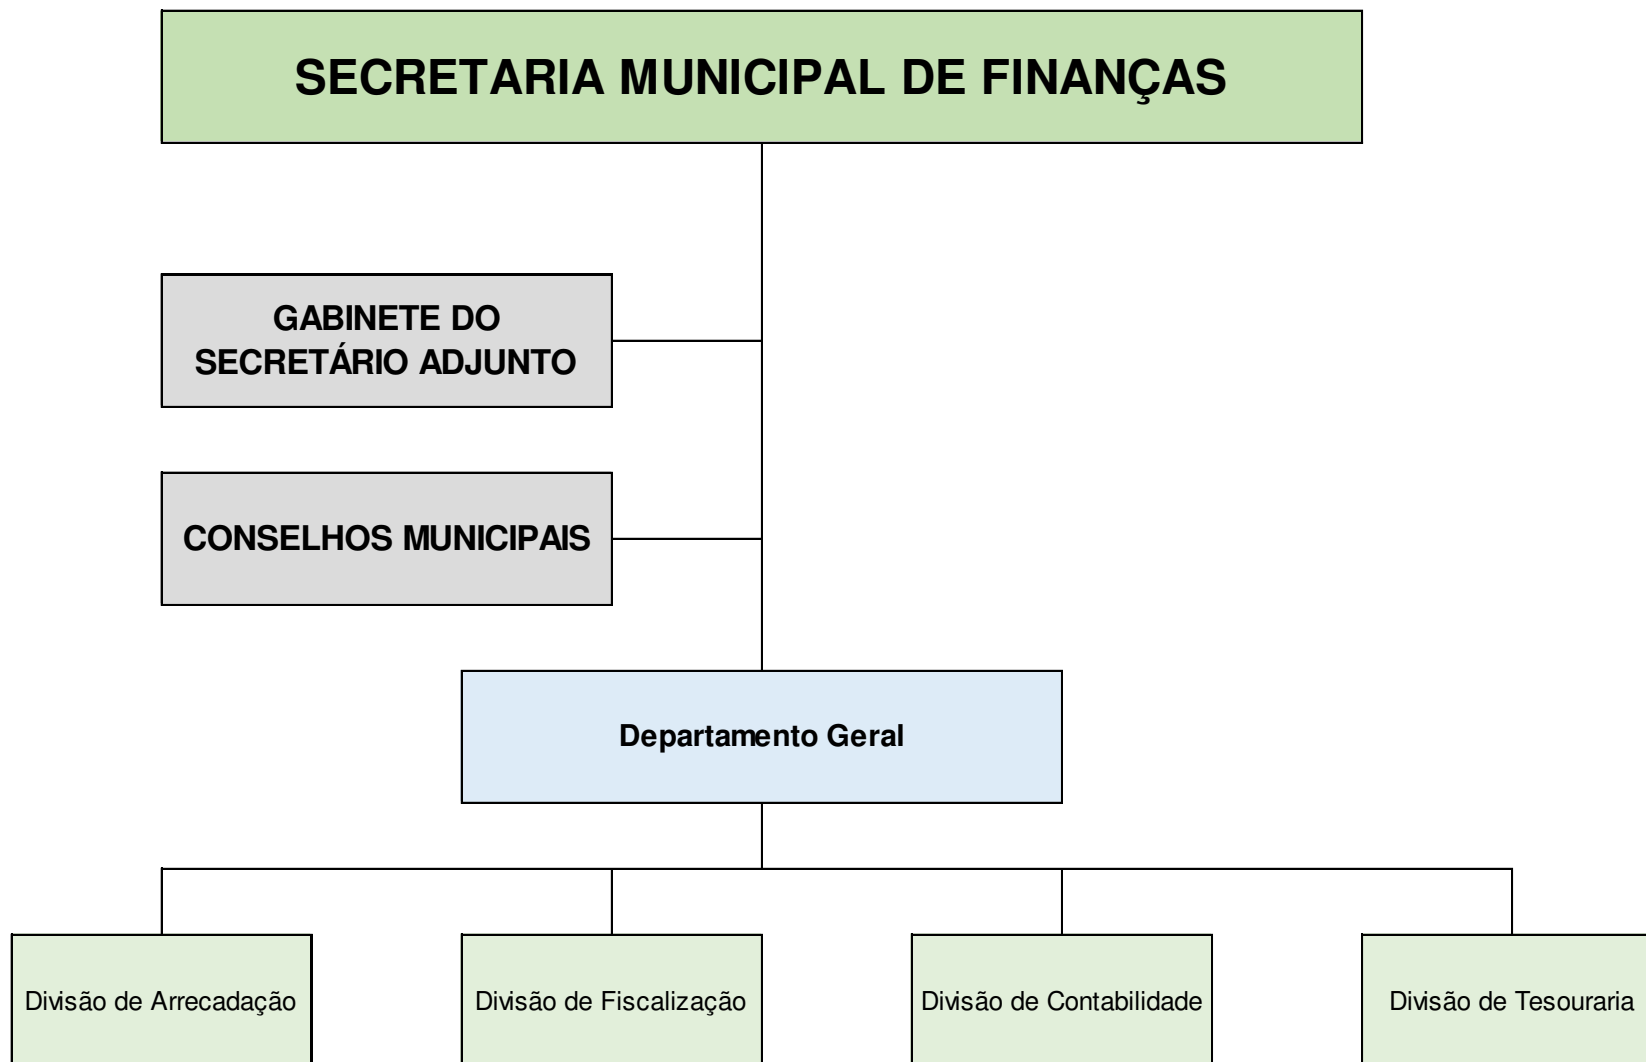 SECRETARIA MUNICIPAL DE FINANÇAS
GABINETE DO
SECRETÁRIO ADJUNTO
CONSELHOS MUNICIPAIS
Departamento Geral
Divisão de Arrecadação
Divisão de Fiscalização
Divisão de Contabilidade
Divisão de Tesouraria